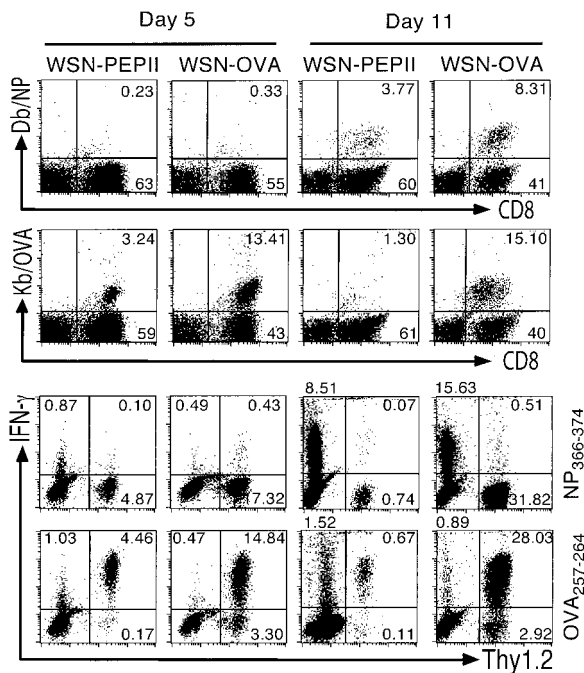 Day 5 Day 11
WSN-PEPII WSN-OVA WSN-PEPII WSN-OVA
Db/NP
0.23 0.33 3.77 8.31
63 55 60 41
CD8
Kb/OVA
3.24 13.41 1.30 15.10
59 43 61 40
CD8
IFN-γ
0.87 0.10 0.49 0.43 8.51 0.07 15.63 0.51
4.87 7.32 0.74 31.82
NP366-374
1.03 4.46 0.47 14.84 1.52 0.67 0.89 28.03
0.17 3.30 0.11 2.92
OVA257-264
Thy1.2